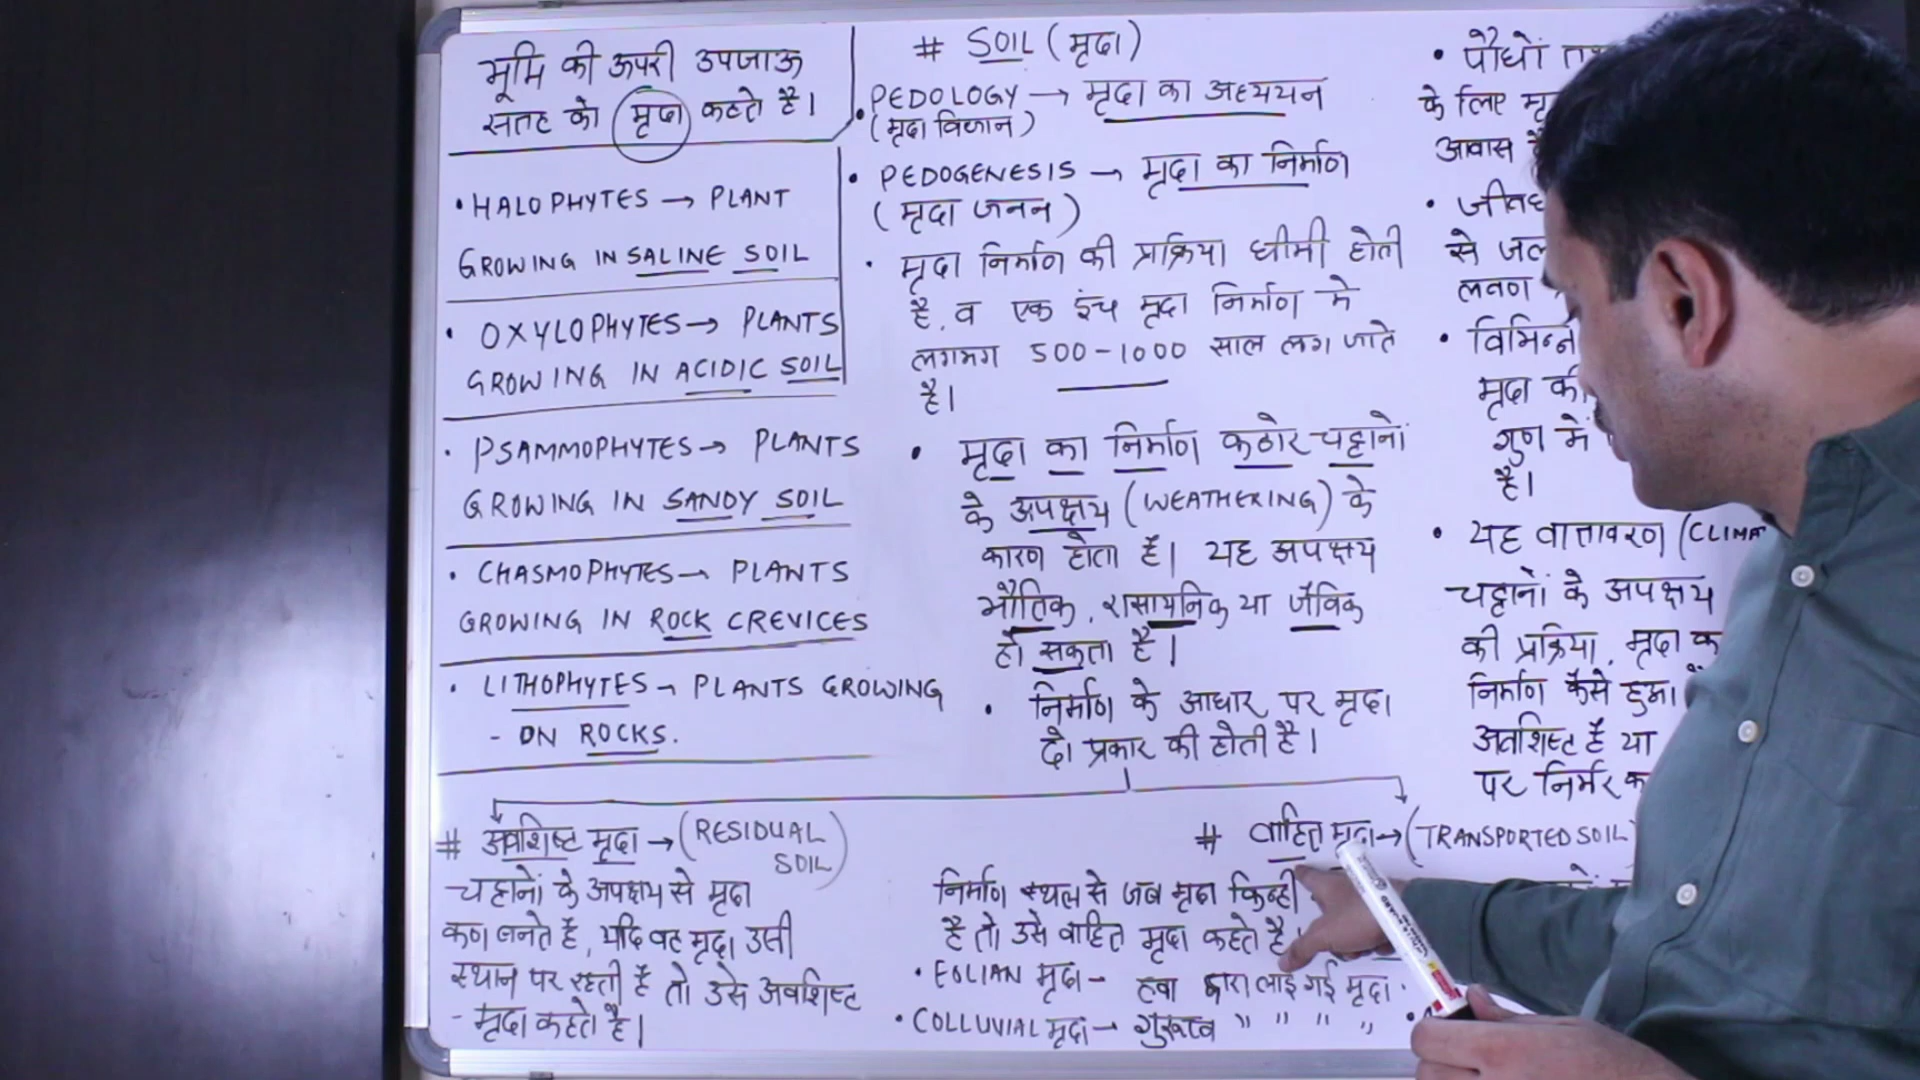 भूमि की ऊपरी उपजाऊ
सतह को मृदा कहते है।
• HALOPHYTES → PLANT
GROWING IN SALINE SOIL
• OXYLOPHYTES → PLANTS
GROWING IN ACIDIC SOIL
• PSAMMOPHYTES → PLANTS
GROWING IN SANDY SOIL
• CHASMOPHYTES → PLANTS
GROWING IN ROCK CREVICES
• LITHOPHYTES → PLANTS GROWING
- ON ROCKS.
# SOIL (मृदा)
• PEDOLOGY → मृदा का अध्ययन
(मृदा विज्ञान)
• PEDOGENESIS → मृदा का निर्माण
(मृदा जनन)
• मृदा निर्माण की प्रक्रिया धीमी होती
है, व एक इंच मृदा निर्माण मे
लगभग 500-1000 साल लग जाते
है।
• मृदा का निर्माण कठोर चट्टानों
के अपक्षय (WEATHERING) के
कारण होता है। यह अपक्षय
भौतिक, रासायनिक या जैविक
हो सकता है।
• निर्माण के आधार पर मृदा
दो प्रकार की होती है।
• पौधों
के लिए
आवास
•
से जल
लवण
• विभिन्न
मृदा की
गुण में
है।
• यह वातावरण (
चट्टानों के अपक्षय
की प्रक्रिया, मृदा
निर्माण कैसे हुआ
अवशिष्ट है या
पर निर्भर
# अवशिष्ट मृदा → (RESIDUAL
SOIL)
चट्टानों के अपक्षय से मृदा
कण बनते है, यदि वह मृदा उसी
स्थान पर रहती है तो उसे अवशिष्ट
- मृदा कहते है।
# वाहित मृदा → (TRANSPORTED SOIL)
निर्माण स्थल से जब मृदा किन्ही
है तो उसे वाहित मृदा कहते है।
• EOLIAN मृदा - हवा द्वारा लाई गई मृदा
• COLLUVIAL मृदा → गुरूत्व " " " "